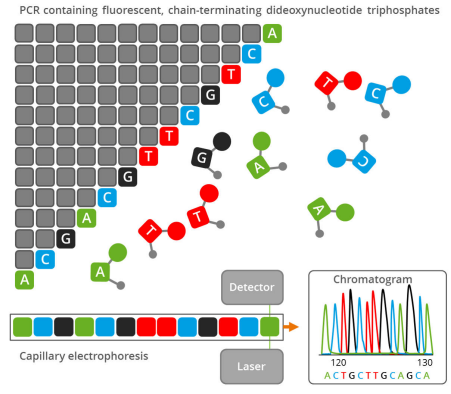 PCR containing fluorescent, chain-terminating dideoxynucleotide triphosphates
A
C
T
G
C
T
T
G
C
A
G
C
A
C
T
C
G
A
C
T
T
A
A
Detector
Capillary electrophoresis
Laser
Chromatogram
120 130
A C T G C T T G C A G C A